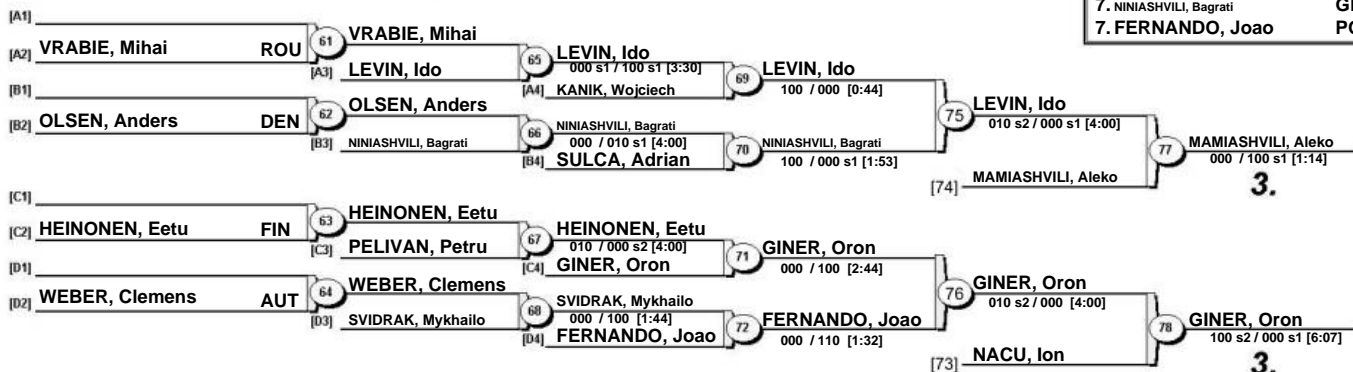 7. NINIASHVILI, Bagrati
7. FERNANDO, Joao
[A1]
[A2] VRABIE, Mihai ROU
61
VRABIE, Mihai
[A3] LEVIN, Ido
65
LEVIN, Ido
000 s1 / 100 s1 [3:30]
[A4] KANIK, Wojciech
69
LEVIN, Ido
100 / 000 [0:44]
[B1]
[B2] OLSEN, Anders DEN
62
OLSEN, Anders
[B3] NINIASHVILI, Bagrati
66
NINIASHVILI, Bagrati
000 / 010 s1 [4:00]
[B4] SULCA, Adrian
70
NINIASHVILI, Bagrati
100 / 000 s1 [1:53]
75
LEVIN, Ido
010 s2 / 000 s1 [4:00]
[74] MAMIASHVILI, Aleko
77
MAMIASHVILI, Aleko
000 / 100 s1 [1:14]
3.
[C1]
[C2] HEINONEN, Eetu FIN
63
HEINONEN, Eetu
[C3] PELIVAN, Petru
67
HEINONEN, Eetu
010 / 000 s2 [4:00]
[C4] GINER, Oron
71
GINER, Oron
000 / 100 [2:44]
[D1]
[D2] WEBER, Clemens AUT
64
WEBER, Clemens
[D3] SVIDRAK, Mykhailo
68
SVIDRAK, Mykhailo
000 / 100 [1:44]
[D4] FERNANDO, Joao
72
FERNANDO, Joao
000 / 110 [1:32]
76
GINER, Oron
010 s2 / 000 [4:00]
[73] NACU, Ion
78
GINER, Oron
100 s2 / 000 s1 [6:07]
3.